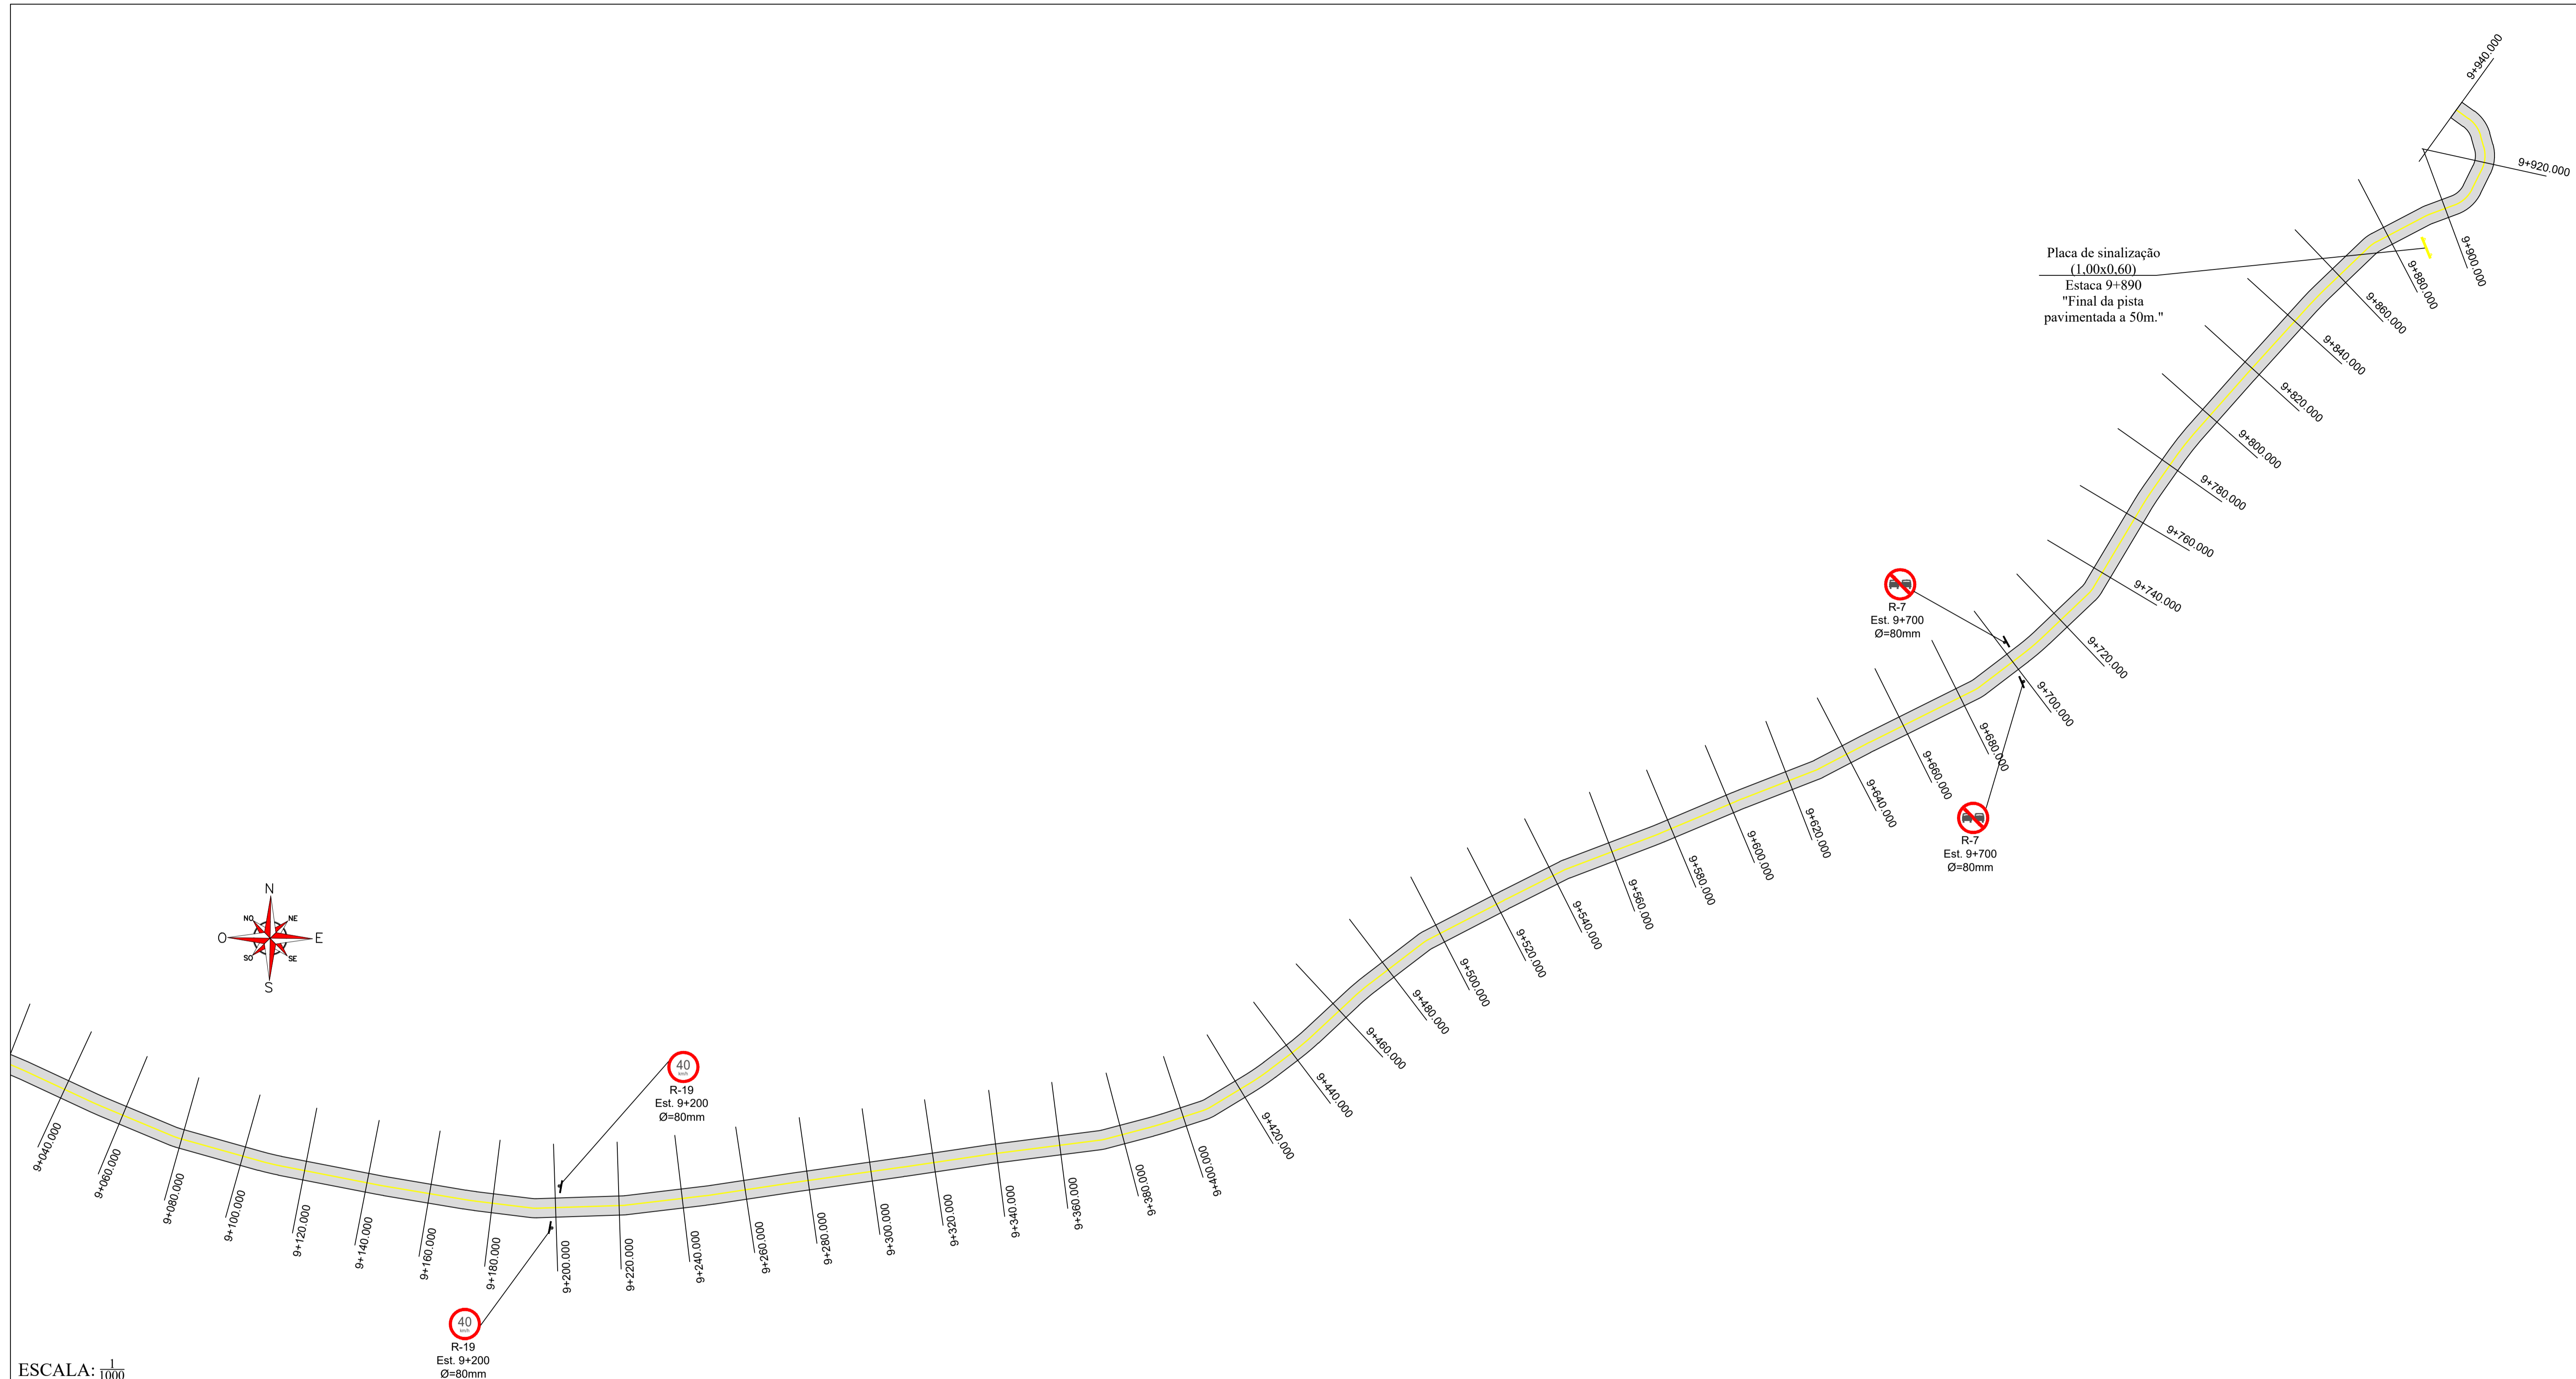 9+940.000
9+920.000
9+900.000
9+880.000
9+860.000
9+840.000
9+820.000
9+800.000
9+780.000
9+760.000
9+740.000
9+720.000
9+700.000
9+680.000
9+660.000
9+640.000
9+620.000
9+600.000
9+580.000
9+560.000
9+540.000
9+520.000
9+500.000
9+480.000
9+460.000
9+440.000
9+420.000
9+400.000
9+380.000
9+360.000
9+340.000
9+320.000
9+300.000
9+280.000
9+260.000
9+240.000
9+220.000
9+200.000
9+180.000
9+160.000
9+140.000
9+120.000
9+100.000
9+080.000
9+060.000
9+040.000
Placa de sinalização
(1,00x0,60)
Estaca 9+890
"Final da pista
pavimentada a 50m."
R-7
Est. 9+700
Ø=80mm
R-7
Est. 9+700
Ø=80mm
N
NO
NE
O
E
SO
SE
S
40
km/h
R-19
Est. 9+200
Ø=80mm
40
km/h
R-19
Est. 9+200
Ø=80mm
ESCALA: 1/1000